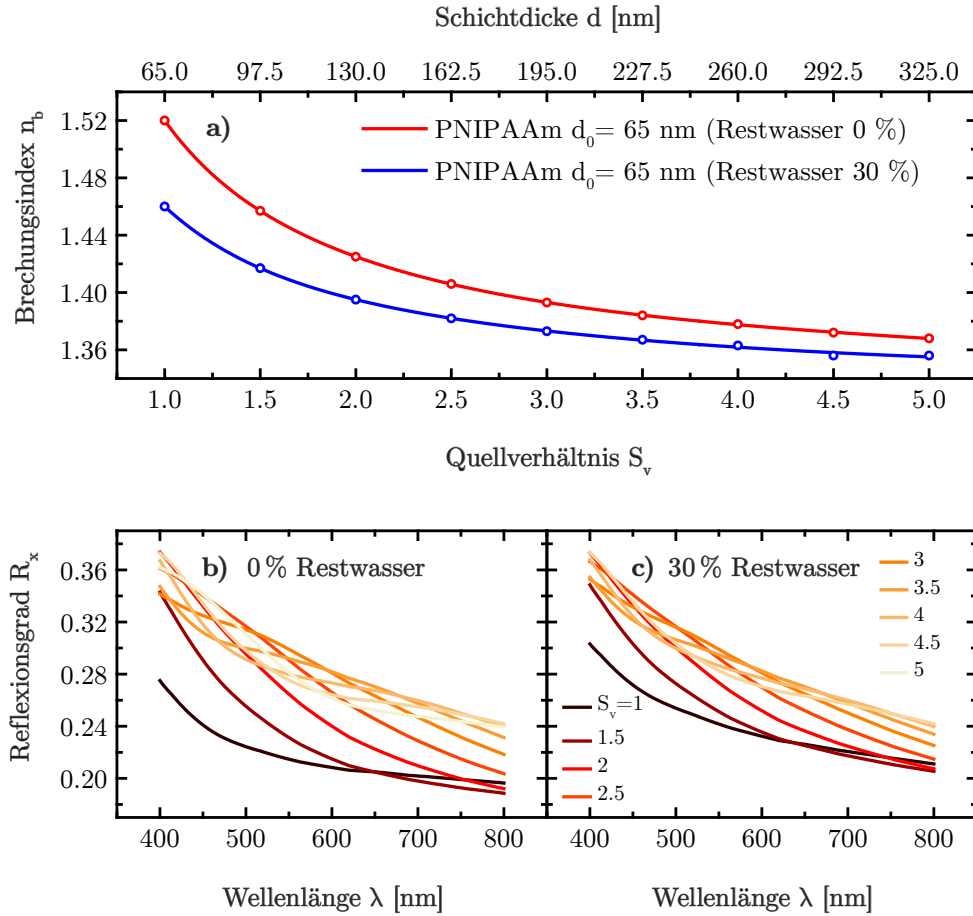 Schichtdicke d [nm]
65.0 97.5 130.0 162.5 195.0 227.5 260.0 292.5 325.0
Brechungsindex n_b
1.52
1.48
1.44
1.40
1.36
a)
PNIPAAm d_0= 65 nm (Restwasser 0 %)
PNIPAAm d_0= 65 nm (Restwasser 30 %)
1.0 1.5 2.0 2.5 3.0 3.5 4.0 4.5 5.0
Quellverhältnis S_v
Reflexionsgrad R_x
0.36
0.32
0.28
0.24
0.20
b) 0 % Restwasser
400 500 600 700 800
Wellenlänge λ [nm]
c) 30 % Restwasser
3
3.5
4
4.5
5
S_v=1
1.5
2
2.5
400 500 600 700 800
Wellenlänge λ [nm]